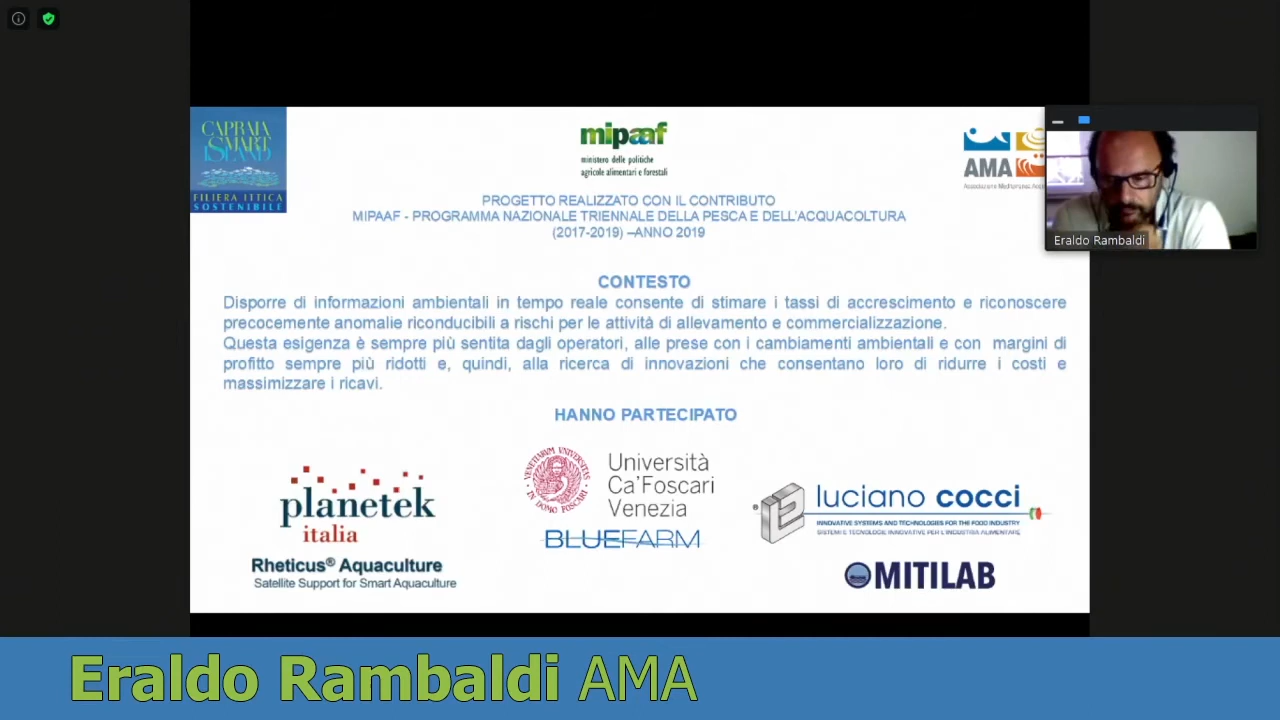 CAPRAIA
SMART
ISLAND
FILIERA ITTICA
SOSTENIBILE
mipaaf
ministero delle politiche
agricole alimentari e forestali
AMA
PROGETTO REALIZZATO CON IL CONTRIBUTO
MIPAAF - PROGRAMMA NAZIONALE TRIENNALE DELLA PESCA E DELL'ACQUACOLTURA
(2017-2019) –ANNO 2019
Eraldo Rambaldi
CONTESTO
Disporre di informazioni ambientali in tempo reale consente di stimare i tassi di accrescimento e riconoscere
precocemente anomalie riconducibili a rischi per le attività di allevamento e commercializzazione.
Questa esigenza è sempre più sentita dagli operatori, alle prese con i cambiamenti ambientali e con margini di
profitto sempre più ridotti e, quindi, alla ricerca di innovazioni che consentano loro di ridurre i costi e
massimizzare i ricavi.
HANNO PARTECIPATO
planetek
italia
Rheticus® Aquaculture
Satellite Support for Smart Aquaculture
Università
Ca'Foscari
Venezia
BLUEFARM
luciano cocci
INNOVATIVE SYSTEMS AND TECHNOLOGIES FOR THE FOOD INDUSTRY
SISTEMI E TECNOLOGIE INNOVATIVE PER L'INDUSTRIA ALIMENTARE
MITILAB
Eraldo Rambaldi AMA